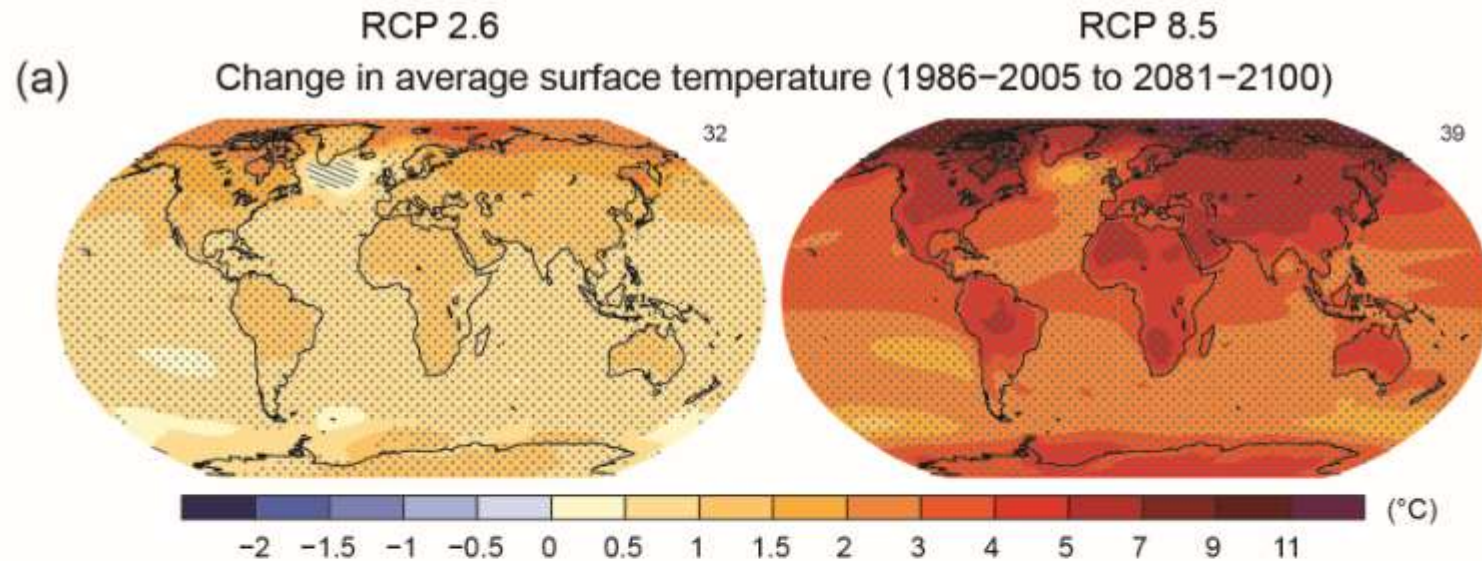 RCP 2.6 RCP 8.5
(a) Change in average surface temperature (1986−2005 to 2081−2100)
32 39
(°C)
−2 −1.5 −1 −0.5 0 0.5 1 1.5 2 3 4 5 7 9 11